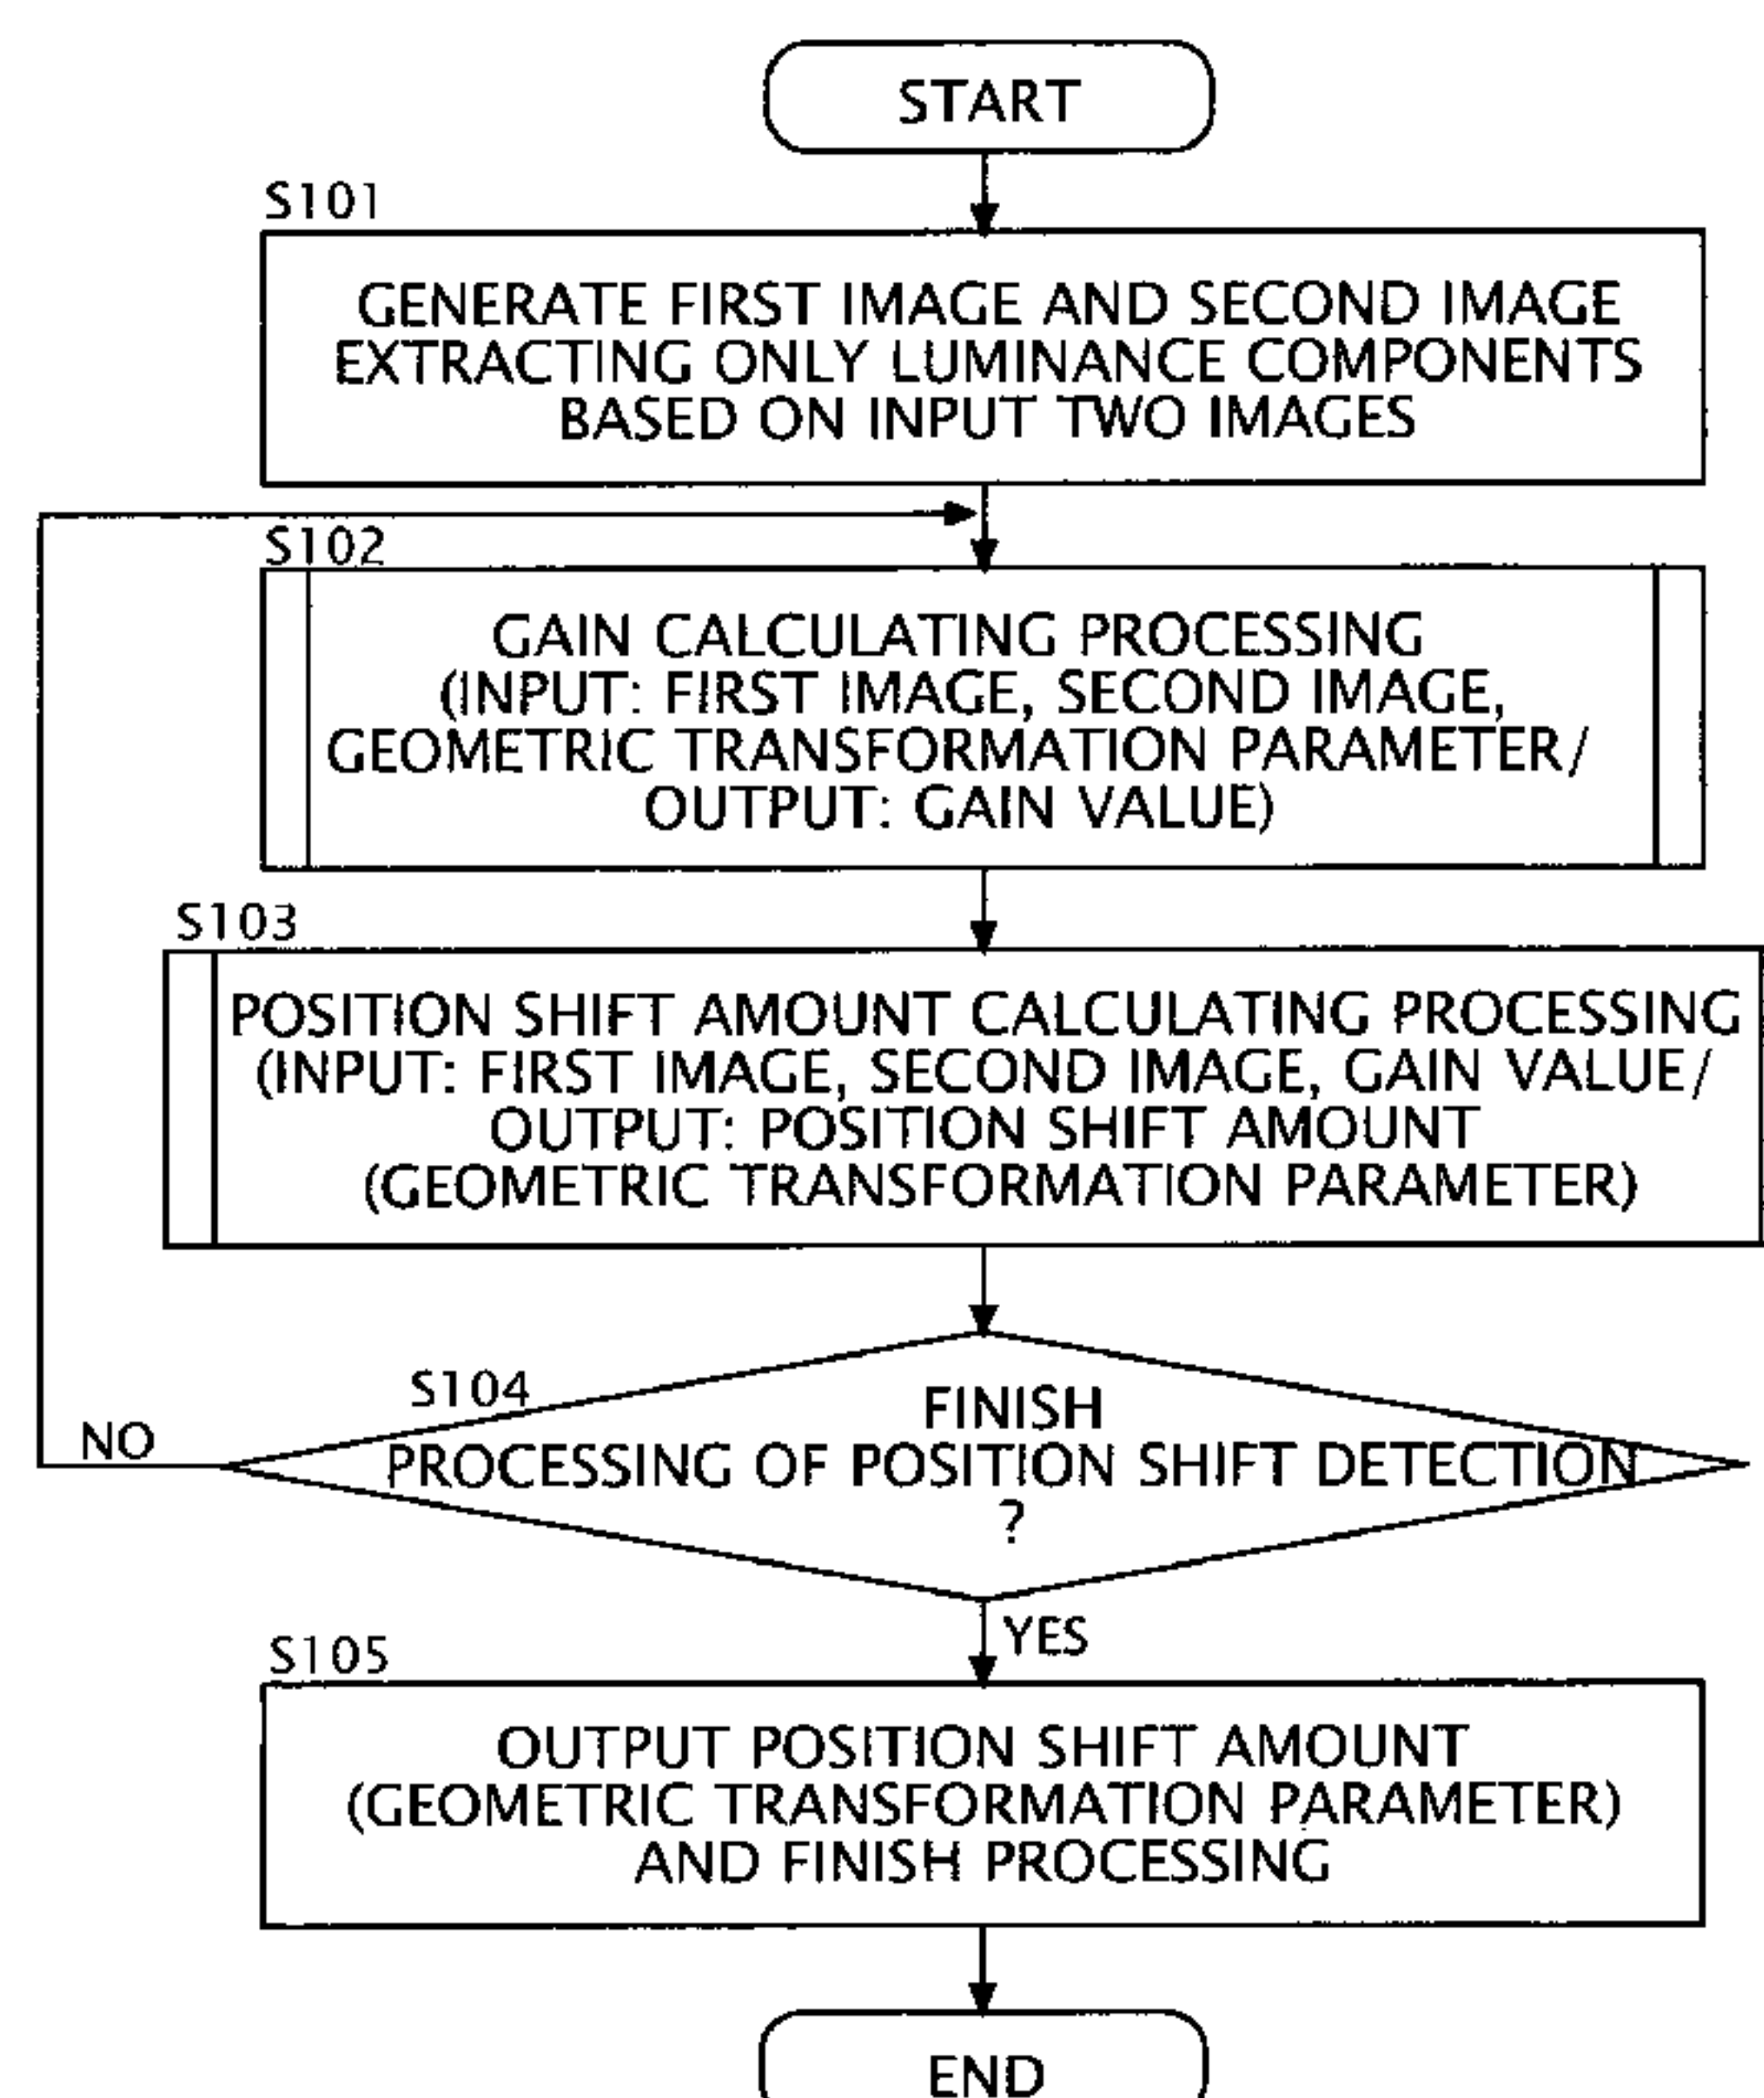 START
S101
GENERATE FIRST IMAGE AND SECOND IMAGE
EXTRACTING ONLY LUMINANCE COMPONENTS
BASED ON INPUT TWO IMAGES
S102
GAIN CALCULATING PROCESSING
(INPUT: FIRST IMAGE, SECOND IMAGE,
GEOMETRIC TRANSFORMATION PARAMETER/
OUTPUT: GAIN VALUE)
S103
POSITION SHIFT AMOUNT CALCULATING PROCESSING
(INPUT: FIRST IMAGE, SECOND IMAGE, GAIN VALUE/
OUTPUT: POSITION SHIFT AMOUNT
(GEOMETRIC TRANSFORMATION PARAMETER)
S104
FINISH
NO
PROCESSING OF POSITION SHIFT DETECTION
?
YES
S105
OUTPUT POSITION SHIFT AMOUNT
(GEOMETRIC TRANSFORMATION PARAMETER)
AND FINISH PROCESSING
END